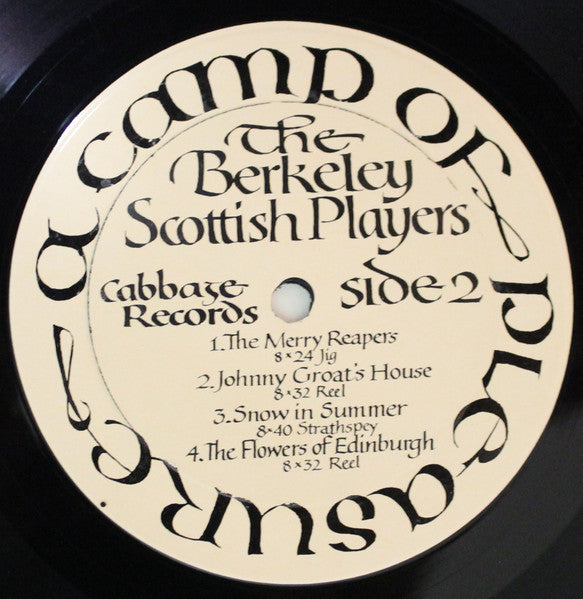 a camp of pleasure
The
Berkeley
Scottish Players
Cabbage
Records
side 2
1. The Merry Reapers
8×24 Jig
2. Johnny Groat's House
8×32 Reel
3. Snow in Summer
8×40 Strathspey
4. The Flowers of Edinburgh
8×32 Reel